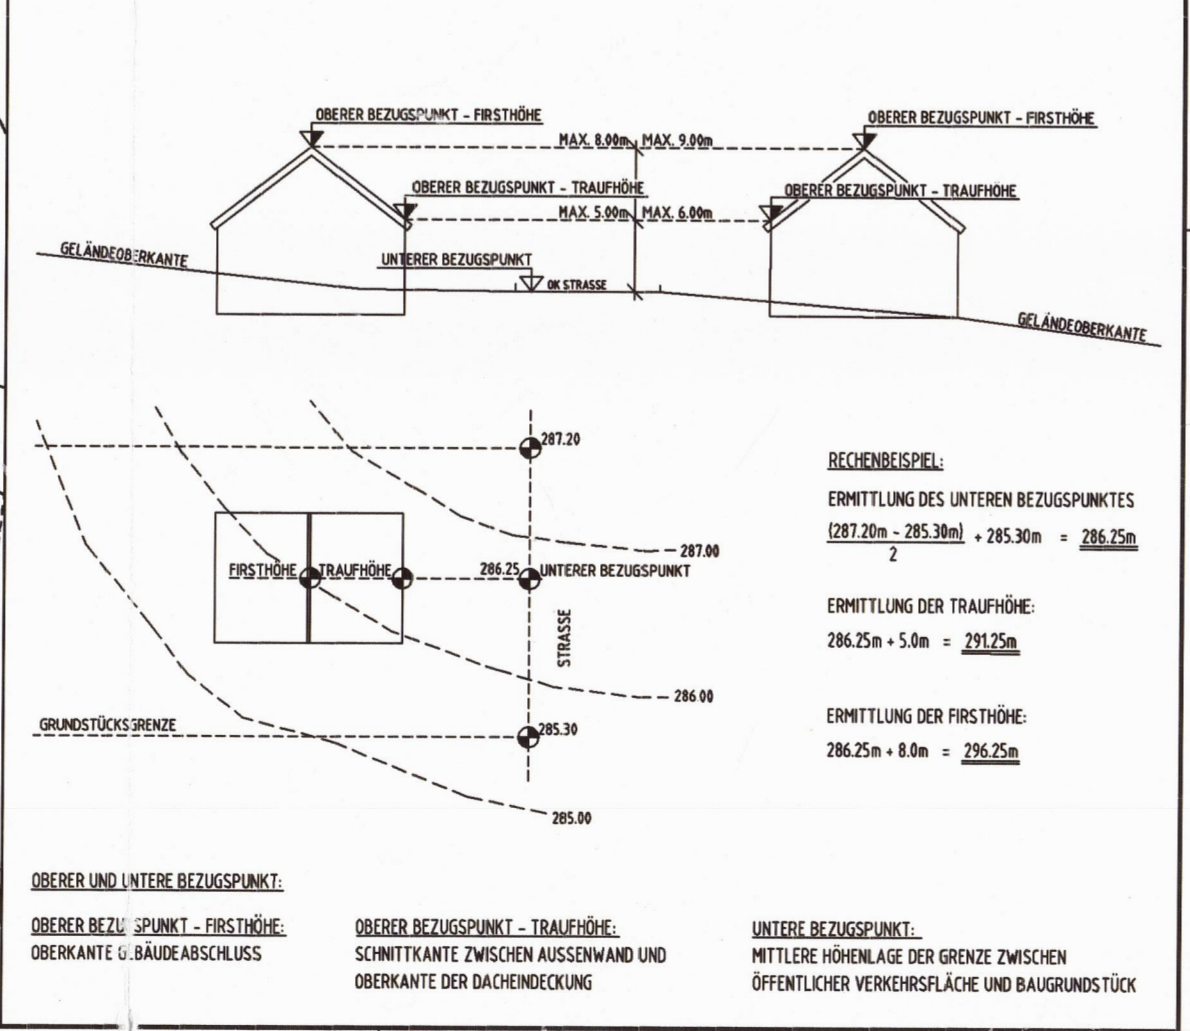 OBERER BEZUGSPUNKT - FIRSTHÖHE
OBERER BEZUGSPUNKT - FIRSTHÖHE
MAX. 8.00m MAX. 9.00m
OBERER BEZUGSPUNKT - TRAUFHÖHE
OBERER BEZUGSPUNKT - TRAUFHÖHE
MAX. 5.00m MAX. 6.00m
GELÄNDEOBERKANTE
UNTERER BEZUGSPUNKT
OK STRASSE
GELÄNDEOBERKANTE
287.20
287.00
FIRSTHÖHE TRAUFHÖHE
286.25 UNTERER BEZUGSPUNKT
STRASSE
286.00
GRUNDSTÜCKSGRENZE
285.30
285.00
RECHENBEISPIEL:
ERMITTLUNG DES UNTEREN BEZUGSPUNKTES
(287.20m - 285.30m)
2
+ 285.30m = 286.25m
ERMITTLUNG DER TRAUFHÖHE:
286.25m + 5.0m = 291.25m
ERMITTLUNG DER FIRSTHÖHE:
286.25m + 8.0m = 296.25m
OBERER UND UNTERE BEZUGSPUNKT:
OBERER BEZUGSPUNKT - FIRSTHÖHE:
OBERKANTE GEBÄUDEABSCHLUSS
OBERER BEZUGSPUNKT - TRAUFHÖHE:
SCHNITTKANTE ZWISCHEN AUSSENWAND UND
OBERKANTE DER DACHEINDECKUNG
UNTERE BEZUGSPUNKT:
MITTLERE HÖHENLAGE DER GRENZE ZWISCHEN
ÖFFENTLICHER VERKEHRSFLÄCHE UND BAUGRUNDSTÜCK